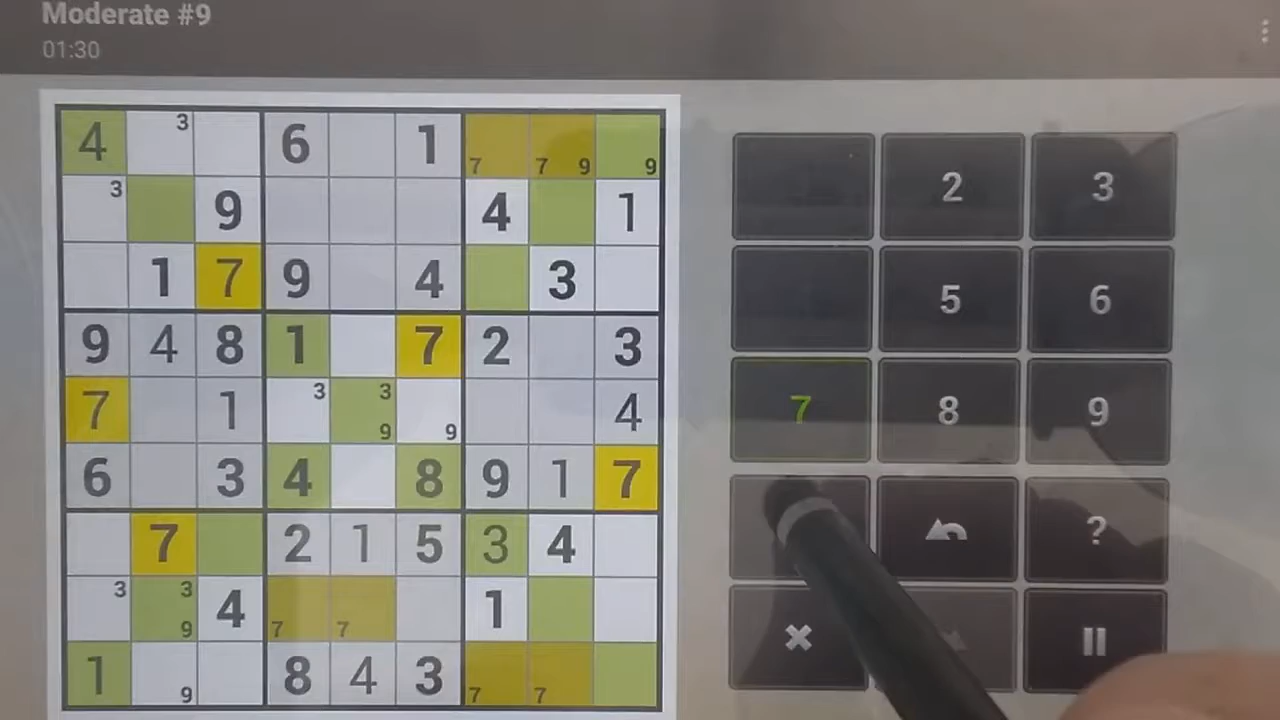 Moderate #9
01:30
4 3 6 1 7 7 9 9
3 9 4 1
1 7 9 4 3
9 4 8 1 7 2 3
7 1 3 3 9 9 4
6 3 4 8 9 1 7
7 2 1 5 3 4
3 3 9 4 7 7 1
1 9 8 4 3 7 7
2 3
5 6
7 8 9
?